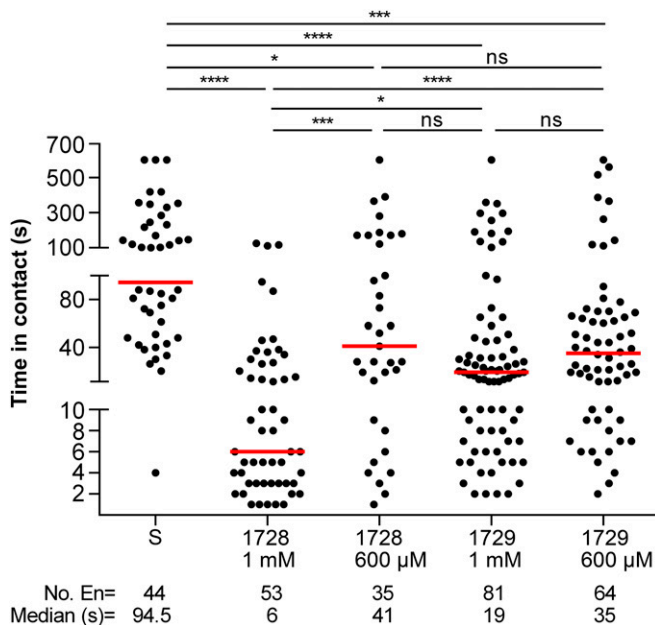 ***
****
* ns
**** ****
*
*** ns ns
700
500
300
100
80
40
10
8
6
4
2
Time in contact (s)
S 1728 1728 1729 1729
1 mM 600 µM 1 mM 600 µM
No. En= 44 53 35 81 64
Median (s)= 94.5 6 41 19 35